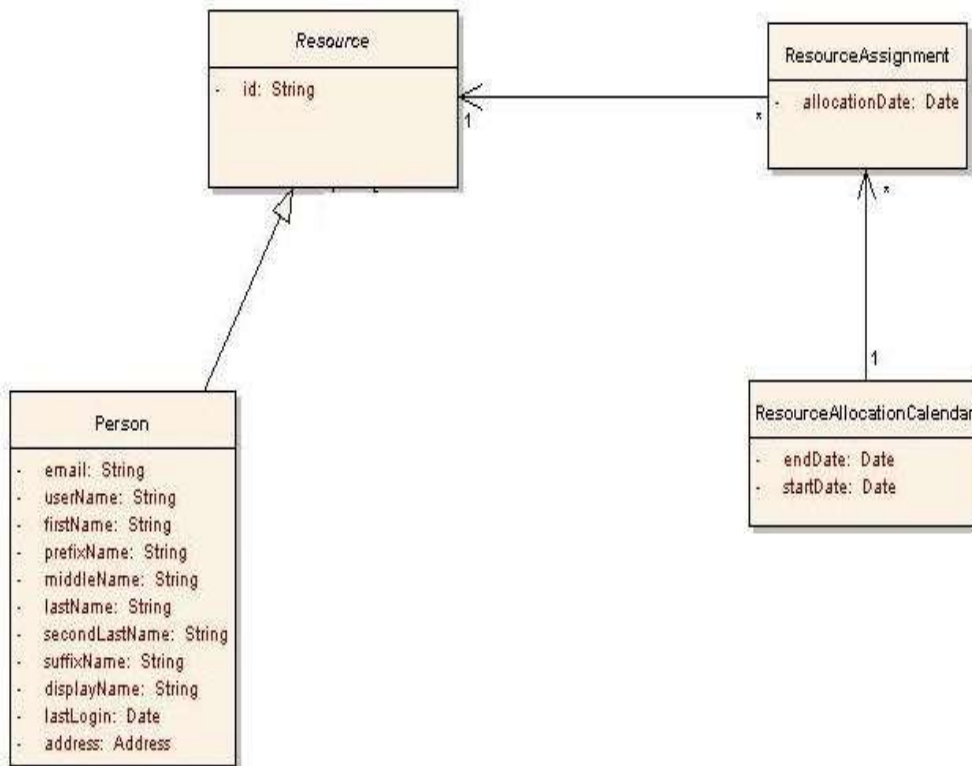 Resource
- id: String
ResourceAssignment
- allocationDate: Date
1
*
*
1
ResourceAllocationCalendar
- endDate: Date
- startDate: Date
Person
- email: String
- userName: String
- firstName: String
- prefixName: String
- middleName: String
- lastName: String
- secondLastName: String
- suffixName: String
- displayName: String
- lastLogin: Date
- address: Address